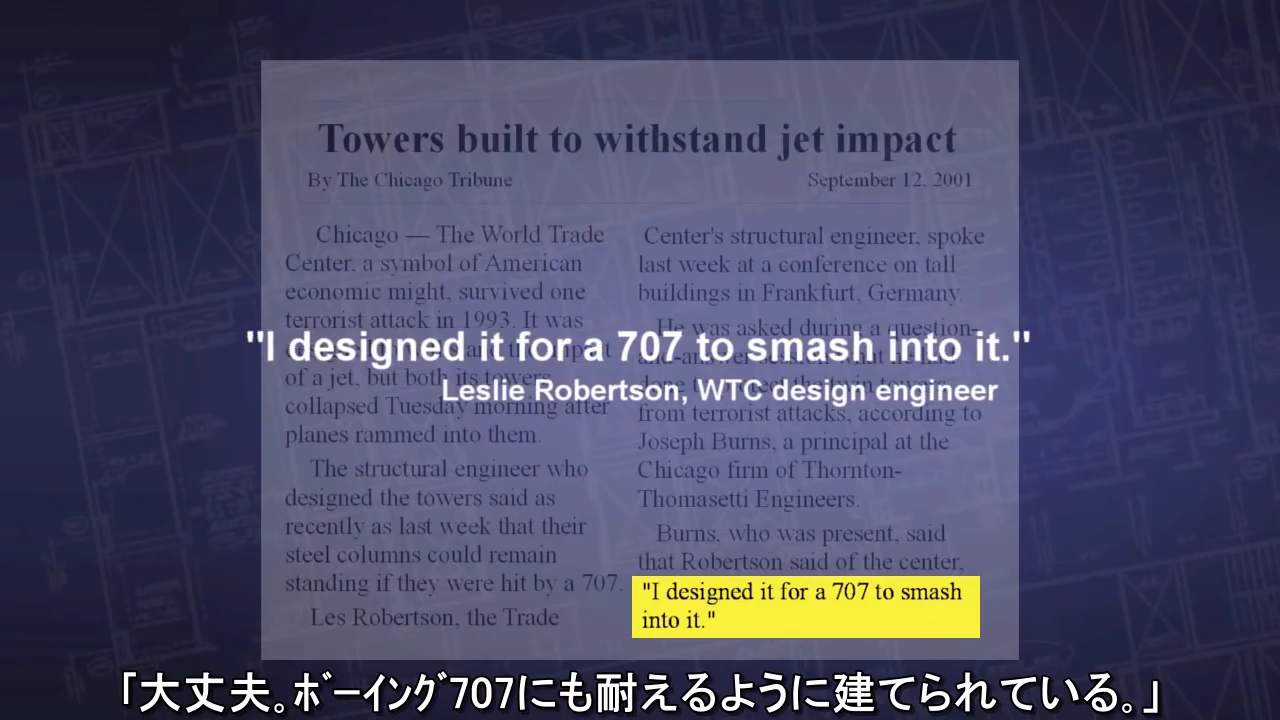 Towers built to withstand jet impact
By The Chicago Tribune
September 12, 2001
Chicago — The World Trade
Center, a symbol of American
economic might, survived one
terrorist attack in 1993. It was
of a jet, but both its towers
collapsed Tuesday morning after
planes rammed into them.
The structural engineer who
designed the towers said as
recently as last week that their
steel columns could remain
standing if they were hit by a 707.
Les Robertson, the Trade
Center's structural engineer, spoke
last week at a conference on tall
buildings in Frankfurt, Germany.
He was asked during a question-
from terrorist attacks, according to
Joseph Burns, a principal at the
Chicago firm of Thornton-
Thomasetti Engineers.
Burns, who was present, said
that Robertson said of the center,
"I designed it for a 707 to smash
into it."
"I designed it for a 707 to smash into it."
Leslie Robertson, WTC design engineer
「大丈夫。ﾎﾞｰｲﾝｸﾞ707にも耐えるように建てられている。」